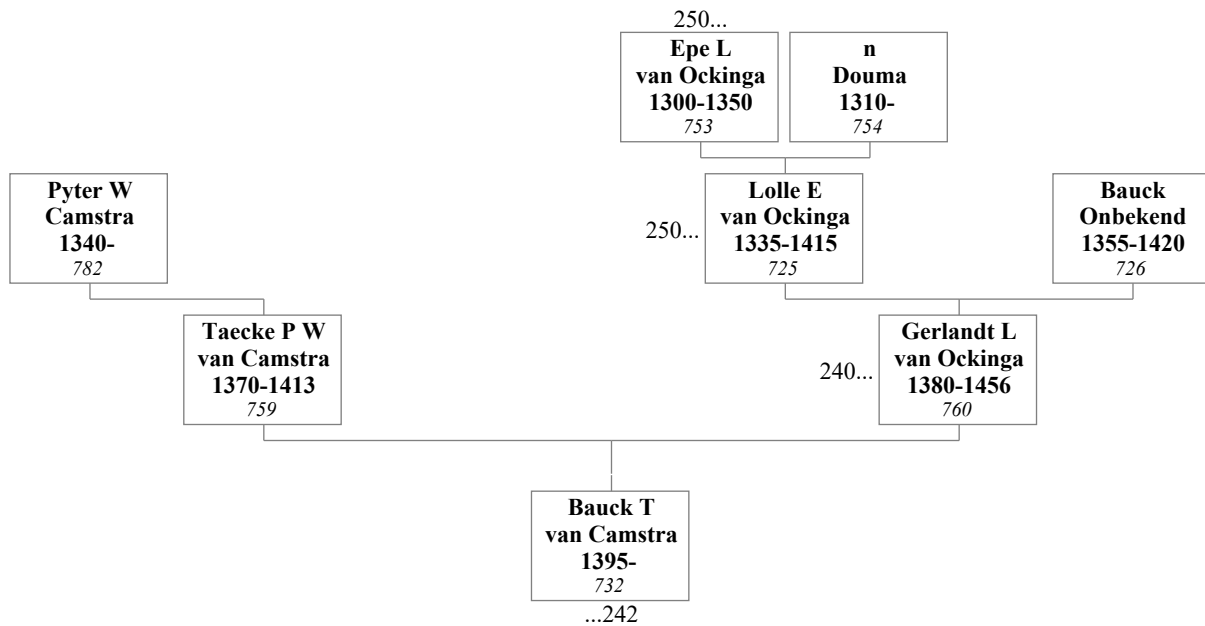 250...
Epe L
van Ockinga
1300-1350
753
n
Douma
1310-
754
Pyter W
Camstra
1340-
782
250...
Lolle E
van Ockinga
1335-1415
725
Bauck
Onbekend
1355-1420
726
Taecke P W
van Camstra
1370-1413
759
240...
Gerlandt L
van Ockinga
1380-1456
760
Bauck T
van Camstra
1395-
732
...242